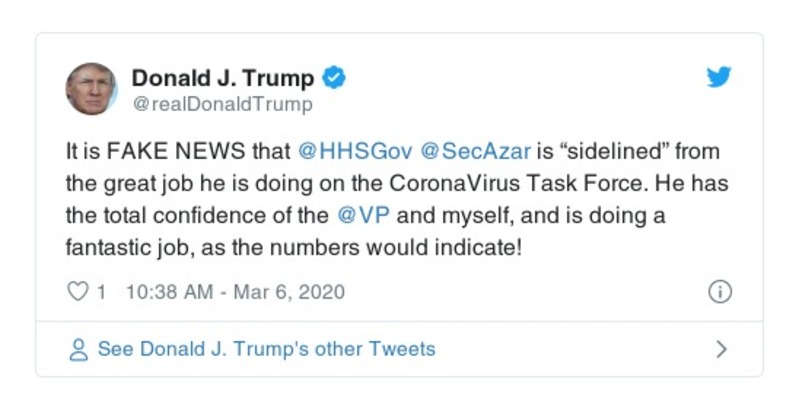 Donald J. Trump
@realDonaldTrump
It is FAKE NEWS that @HHSGov @SecAzar is “sidelined” from
the great job he is doing on the CoronaVirus Task Force. He has
the total confidence of the @VP and myself, and is doing a
fantastic job, as the numbers would indicate!
1 10:38 AM - Mar 6, 2020
See Donald J. Trump's other Tweets